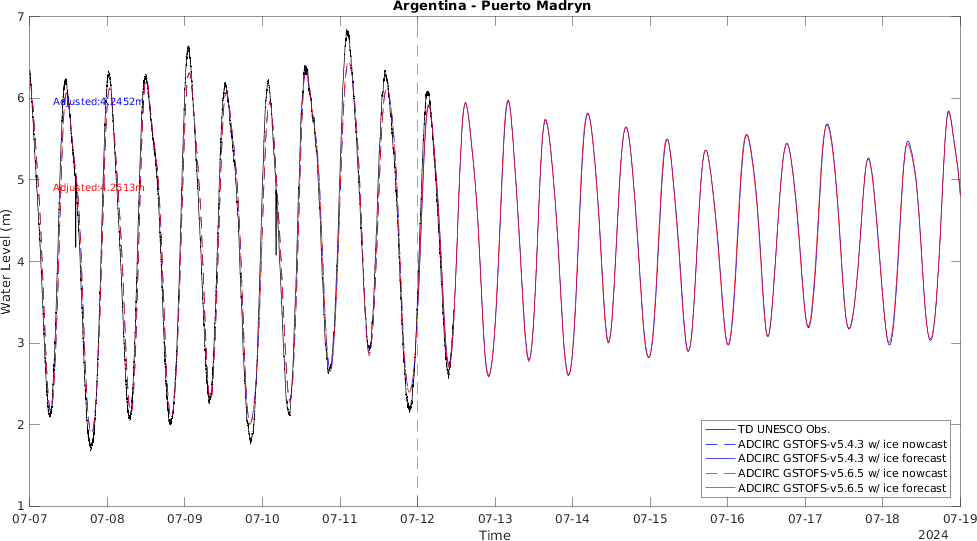 Argentina - Puerto Madryn
7
6
5
4
3
2
1
Water Level (m)
Adjusted:4.2452m
Adjusted:4.2513m
TD UNESCO Obs.
ADCIRC GSTOFS-v5.4.3 w/ ice nowcast
ADCIRC GSTOFS-v5.4.3 w/ ice forecast
ADCIRC GSTOFS-v5.6.5 w/ ice nowcast
ADCIRC GSTOFS-v5.6.5 w/ ice forecast
07-07 07-08 07-09 07-10 07-11 07-12 07-13 07-14 07-15 07-16 07-17 07-18 07-19
Time
2024